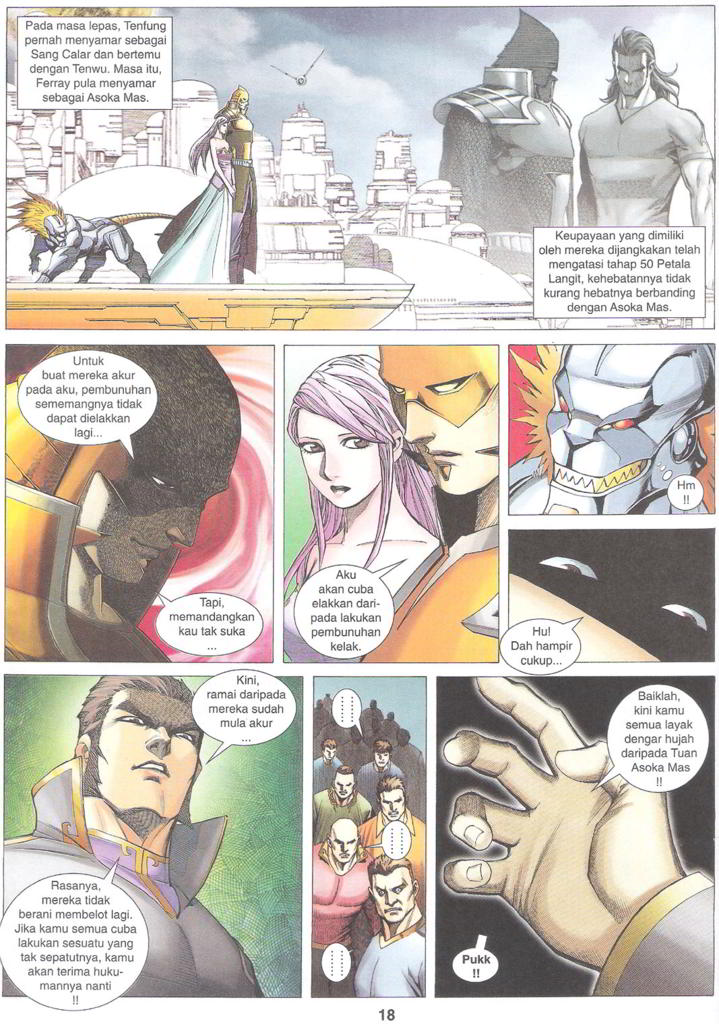 Pada masa lepas, Tenfung
pernah menyamar sebagai
Sang Calar dan bertemu
dengan Tenwu. Masa itu,
Ferray pula menyamar
sebagai Asoka Mas.
Keupayaan yang dimiliki
oleh mereka dijangkakan telah
mengatasi tahap 50 Petala
Langit, kehebatannya tidak
kurang hebatnya berbanding
dengan Asoka Mas.
Untuk
buat mereka akur
pada aku, pembunuhan
sememangnya tidak
dapat dielakkan
lagi...
Tapi,
memandangkan
kau tak suka
...
Aku
akan cuba
elakkan dari-
pada lakukan
pembunuhan
kelak.
Hm
!!
Hu!
Dah hampir
cukup...
Kini,
ramai daripada
mereka sudah
mula akur
...
Rasanya,
mereka tidak
berani membelot lagi.
Jika kamu semua cuba
lakukan sesuatu yang
tak sepatutnya, kamu
akan terima huku-
mannya nanti
!!
Baiklah,
kini kamu
semua layak
dengar hujah
daripada Tuan
Asoka Mas
!!
Pukk
!!
18